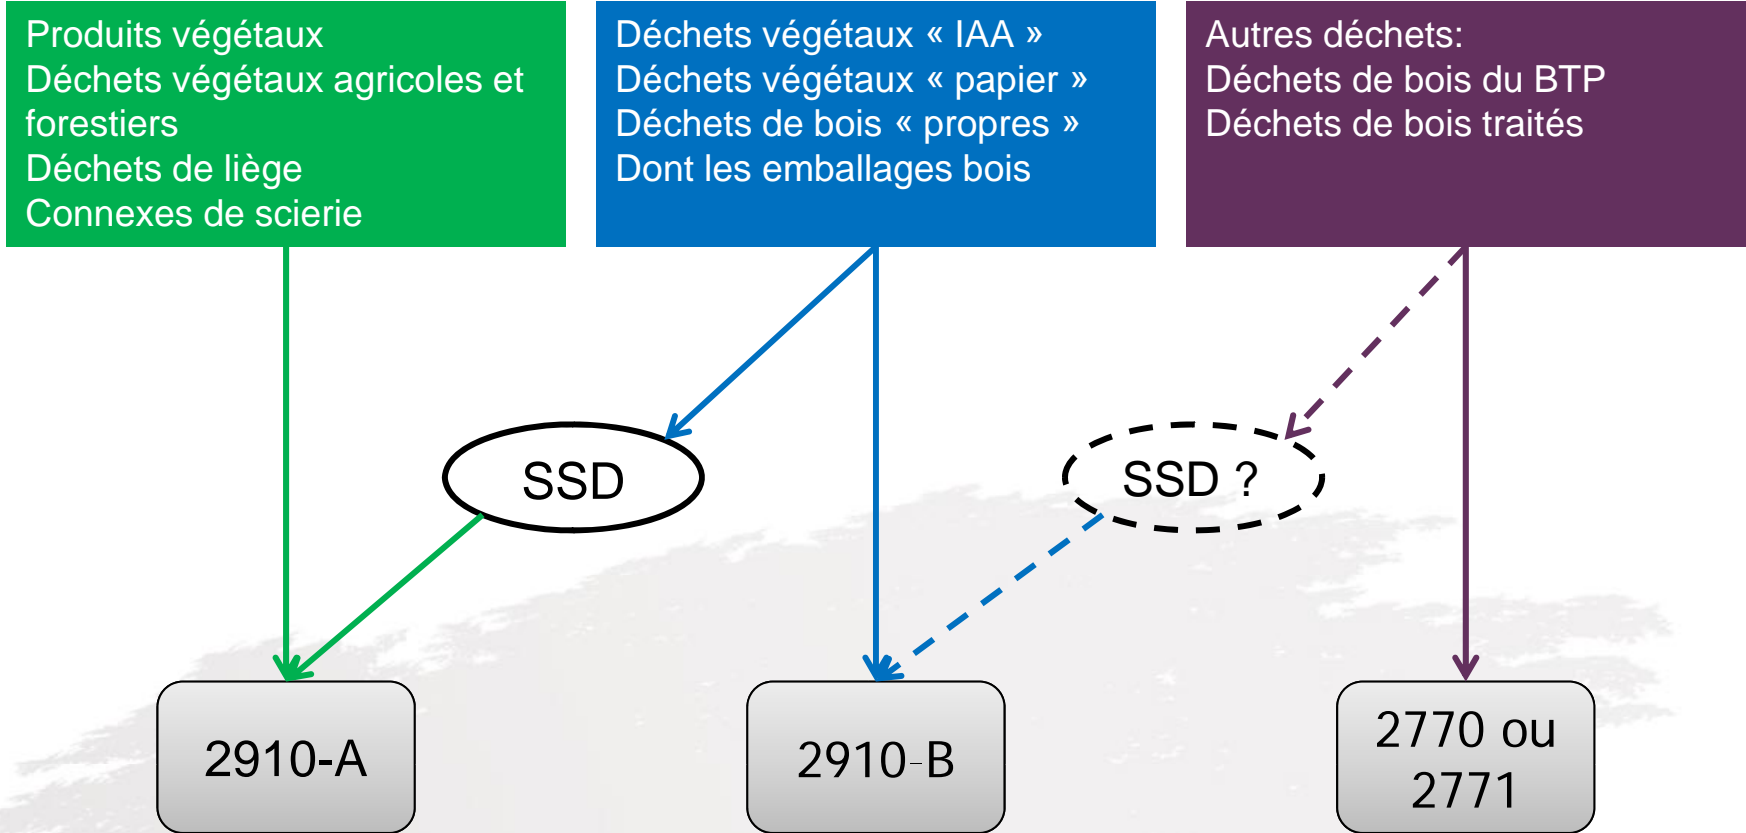 Produits végétaux
Déchets végétaux agricoles et
forestiers
Déchets de liège
Connexes de scierie
Déchets végétaux « IAA »
Déchets végétaux « papier »
Déchets de bois « propres »
Dont les emballages bois
Autres déchets:
Déchets de bois du BTP
Déchets de bois traités
SSD
SSD ?
2910-A
2910-B
2770 ou
2771